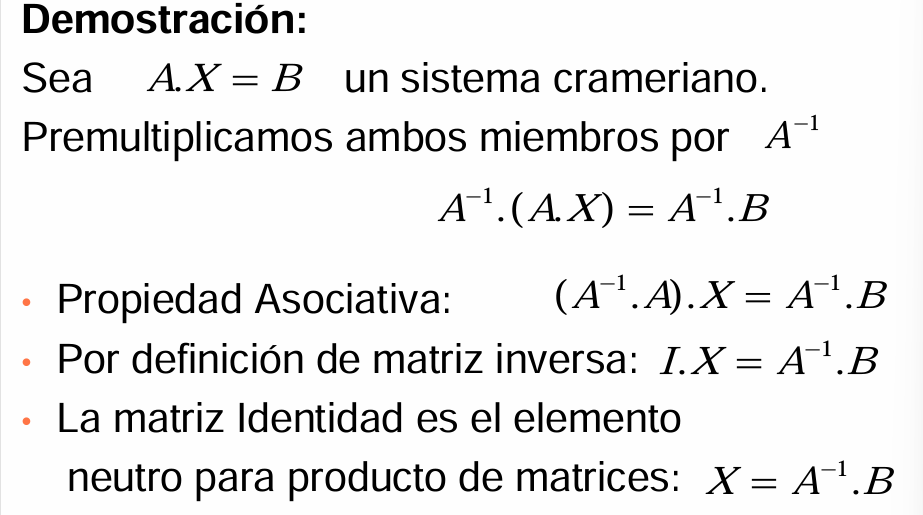 Demostración:
Sea A.X = B un sistema crameriano.
Premultiplicamos ambos miembros por A⁻¹
A⁻¹.(A.X) = A⁻¹.B
• Propiedad Asociativa: (A⁻¹.A).X = A⁻¹.B
• Por definición de matriz inversa: I.X = A⁻¹.B
• La matriz Identidad es el elemento
neutro para producto de matrices: X = A⁻¹.B